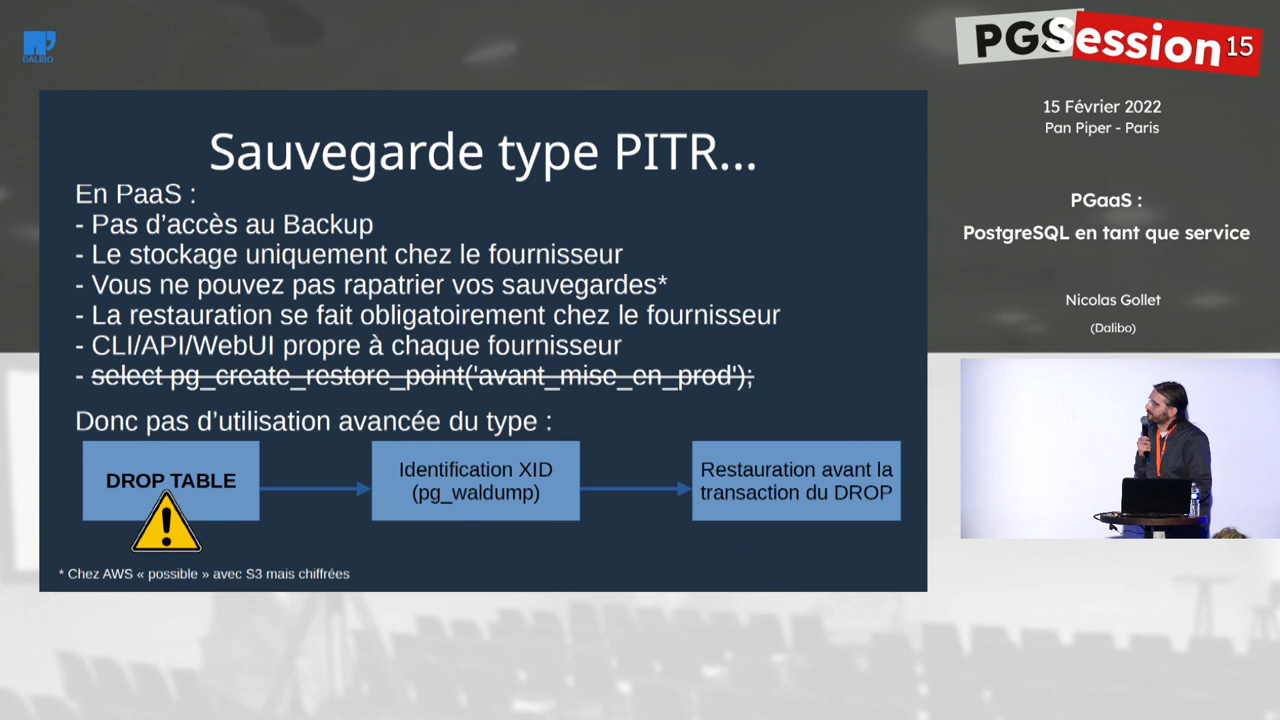 DALIBO
PGSession 15
15 Février 2022
Pan Piper - Paris
PGaaS :
PostgreSQL en tant que service
Nicolas Gollet
(Dalibo)
Sauvegarde type PITR...
En PaaS :
- Pas d’accès au Backup
- Le stockage uniquement chez le fournisseur
- Vous ne pouvez pas rapatrier vos sauvegardes*
- La restauration se fait obligatoirement chez le fournisseur
- CLI/API/WebUI propre à chaque fournisseur
- select pg_create_restore_point('avant_mise_en_prod');
Donc pas d’utilisation avancée du type :
DROP TABLE
Identification XID
(pg_waldump)
Restauration avant la
transaction du DROP
* Chez AWS « possible » avec S3 mais chiffrées